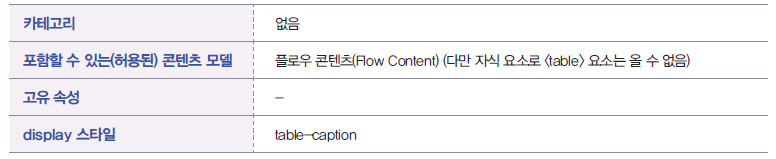 카테고리 없음
포함할 수 있는(허용된) 콘텐츠 모델 플로우 콘텐츠(Flow Content) (다만 자식 요소로 〈table〉 요소는 올 수 없음)
고유 속성 -
display 스타일 table-caption